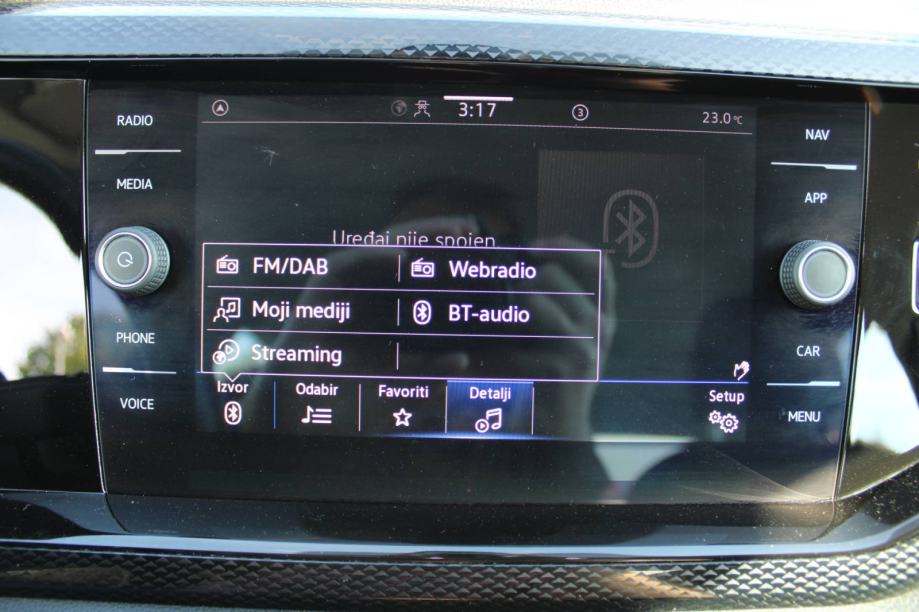 RADIO
MEDIA
PHONE
VOICE
3:17
3
23.0°C
Uređaj nije spojen
FM/DAB
Webradio
Moji mediji
BT-audio
Streaming
Izvor
Odabir
Favoriti
Detalji
Setup
NAV
APP
CAR
MENU